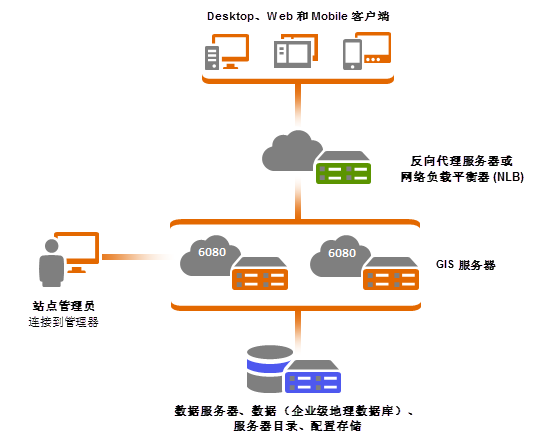 Desktop、Web 和 Mobile 客户端
反向代理服务器或
网络负载平衡器 (NLB)
6080
6080
GIS 服务器
站点管理员
连接到管理器
数据服务器、数据（企业级地理数据库）、
服务器目录、配置存储